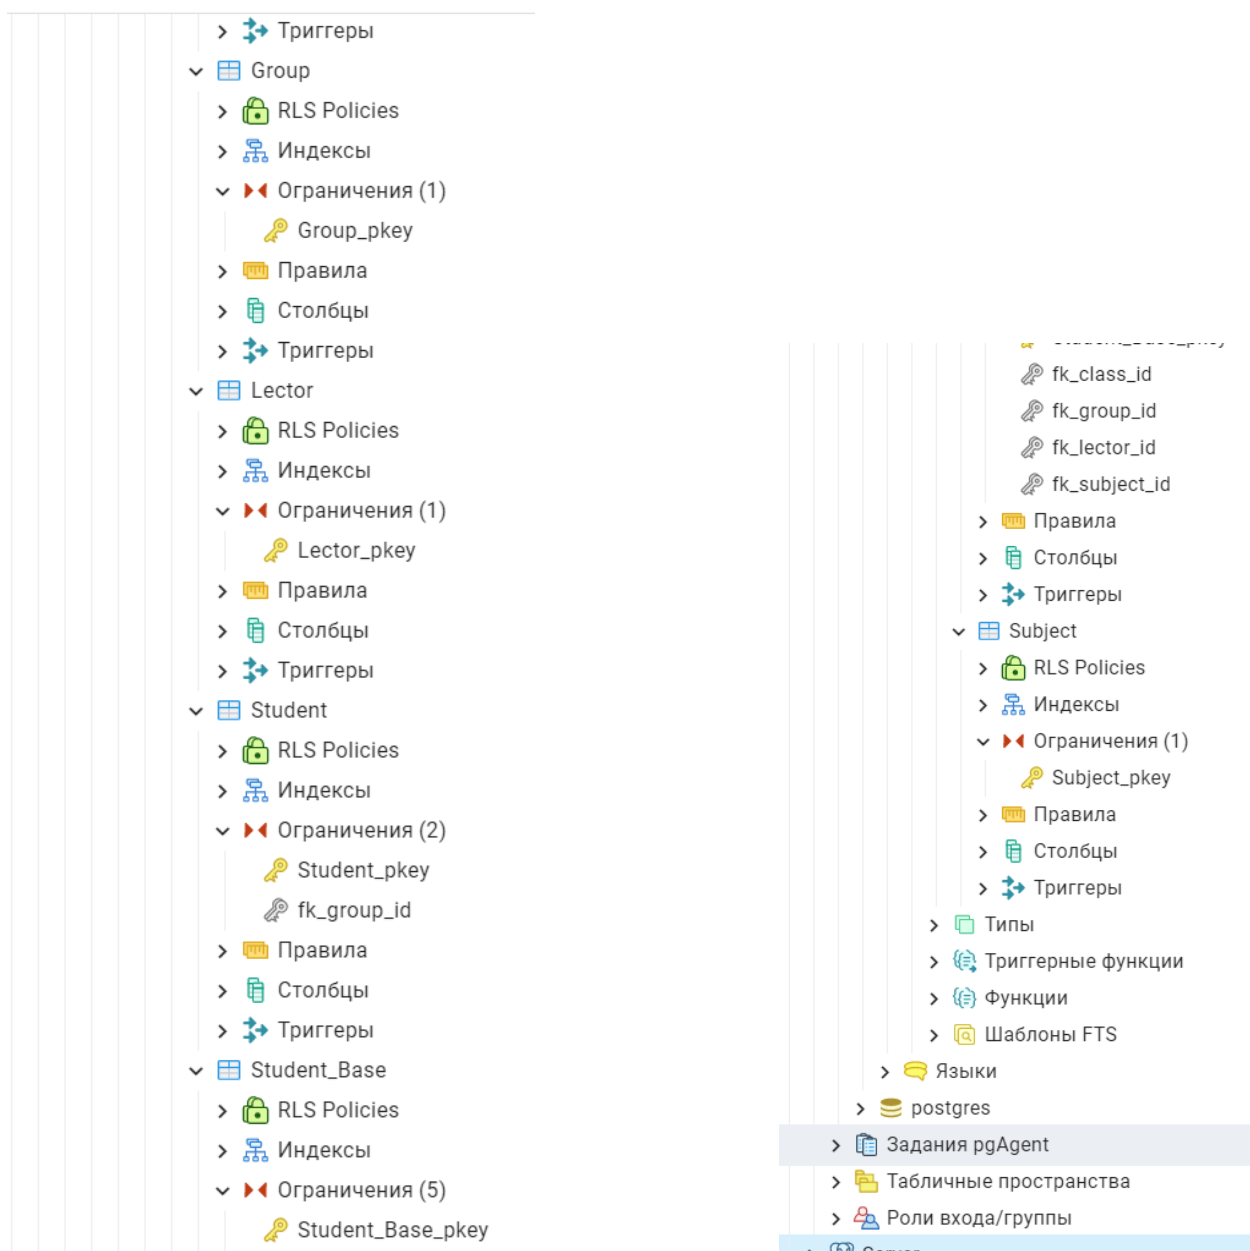 Триггеры
Group
RLS Policies
Индексы
Ограничения (1)
Group_pkey
Правила
Столбцы
Триггеры
Lector
RLS Policies
Индексы
Ограничения (1)
Lector_pkey
Правила
Столбцы
Триггеры
Student
RLS Policies
Индексы
Ограничения (2)
Student_pkey
fk_group_id
Правила
Столбцы
Триггеры
Student_Base
RLS Policies
Индексы
Ограничения (5)
Student_Base_pkey
Student_Base_pkey
fk_class_id
fk_group_id
fk_lector_id
fk_subject_id
Правила
Столбцы
Триггеры
Subject
RLS Policies
Индексы
Ограничения (1)
Subject_pkey
Правила
Столбцы
Триггеры
Типы
Триггерные функции
Функции
Шаблоны FTS
Языки
postgres
Задания pgAgent
Табличные пространства
Роли входа/группы
Server